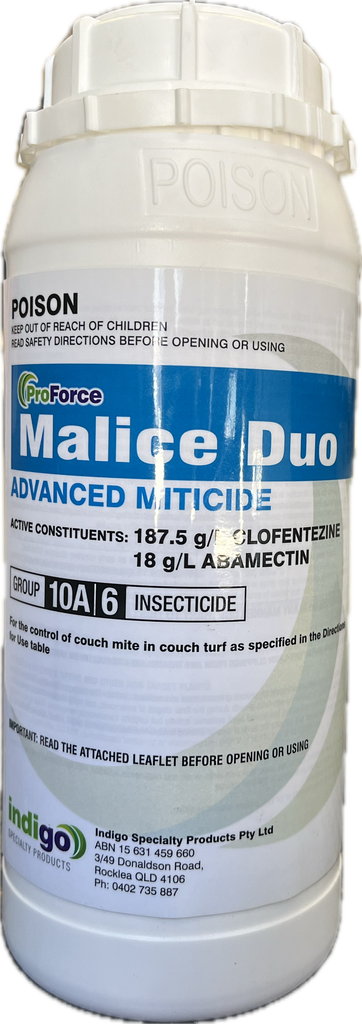 POISON
POISON
KEEP OUT OF REACH OF CHILDREN
READ SAFETY DIRECTIONS BEFORE OPENING OR USING
ProForce
Malice Duo
ADVANCED MITICIDE
ACTIVE CONSTITUENTS: 187.5 g/L CLOFENTEZINE
18 g/L ABAMECTIN
GROUP 10A 6 INSECTICIDE
For the control of couch mite in couch turf as specified in the Directions
for Use table
IMPORTANT: READ THE ATTACHED LEAFLET BEFORE OPENING OR USING
indigo
SPECIALTY PRODUCTS
Indigo Specialty Products Pty Ltd
ABN 15 631 459 660
3/49 Donaldson Road,
Rocklea QLD 4106
Ph: 0402 735 887